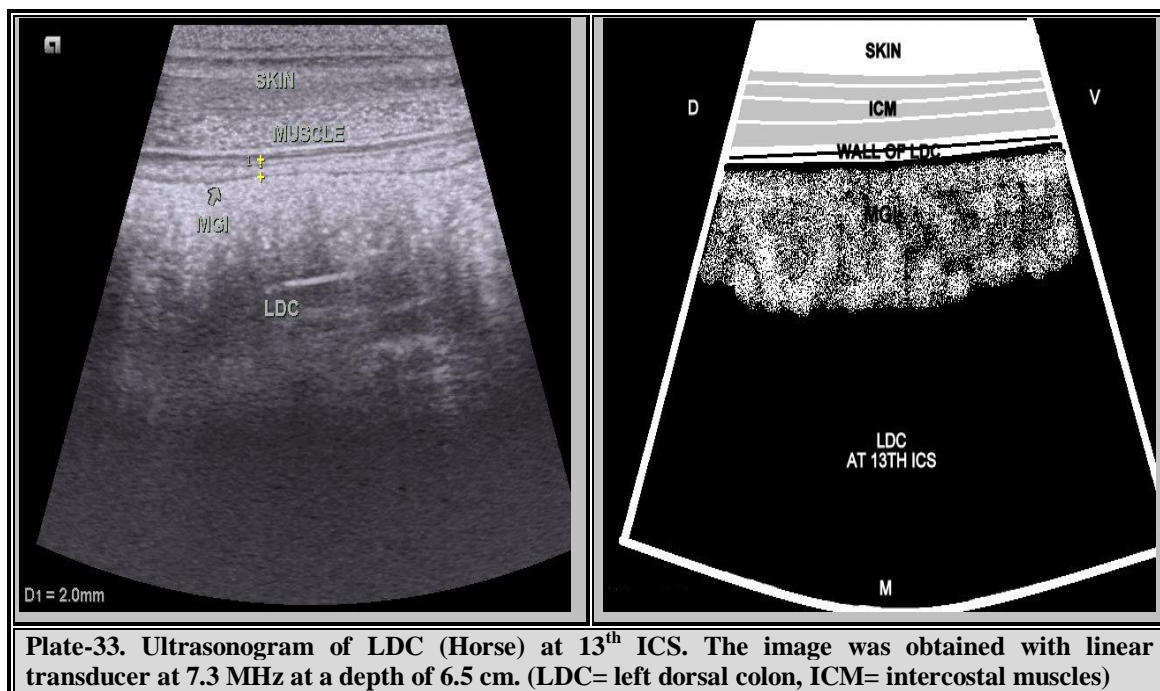 SKIN
MUSCLE
1
MGI
LDC
D1 = 2.0mm
SKIN
D
V
ICM
WALL OF LDC
MGI
LDC
AT 13TH ICS
M
Plate-33. Ultrasonogram of LDC (Horse) at 13th ICS. The image was obtained with linear
transducer at 7.3 MHz at a depth of 6.5 cm. (LDC= left dorsal colon, ICM= intercostal muscles)